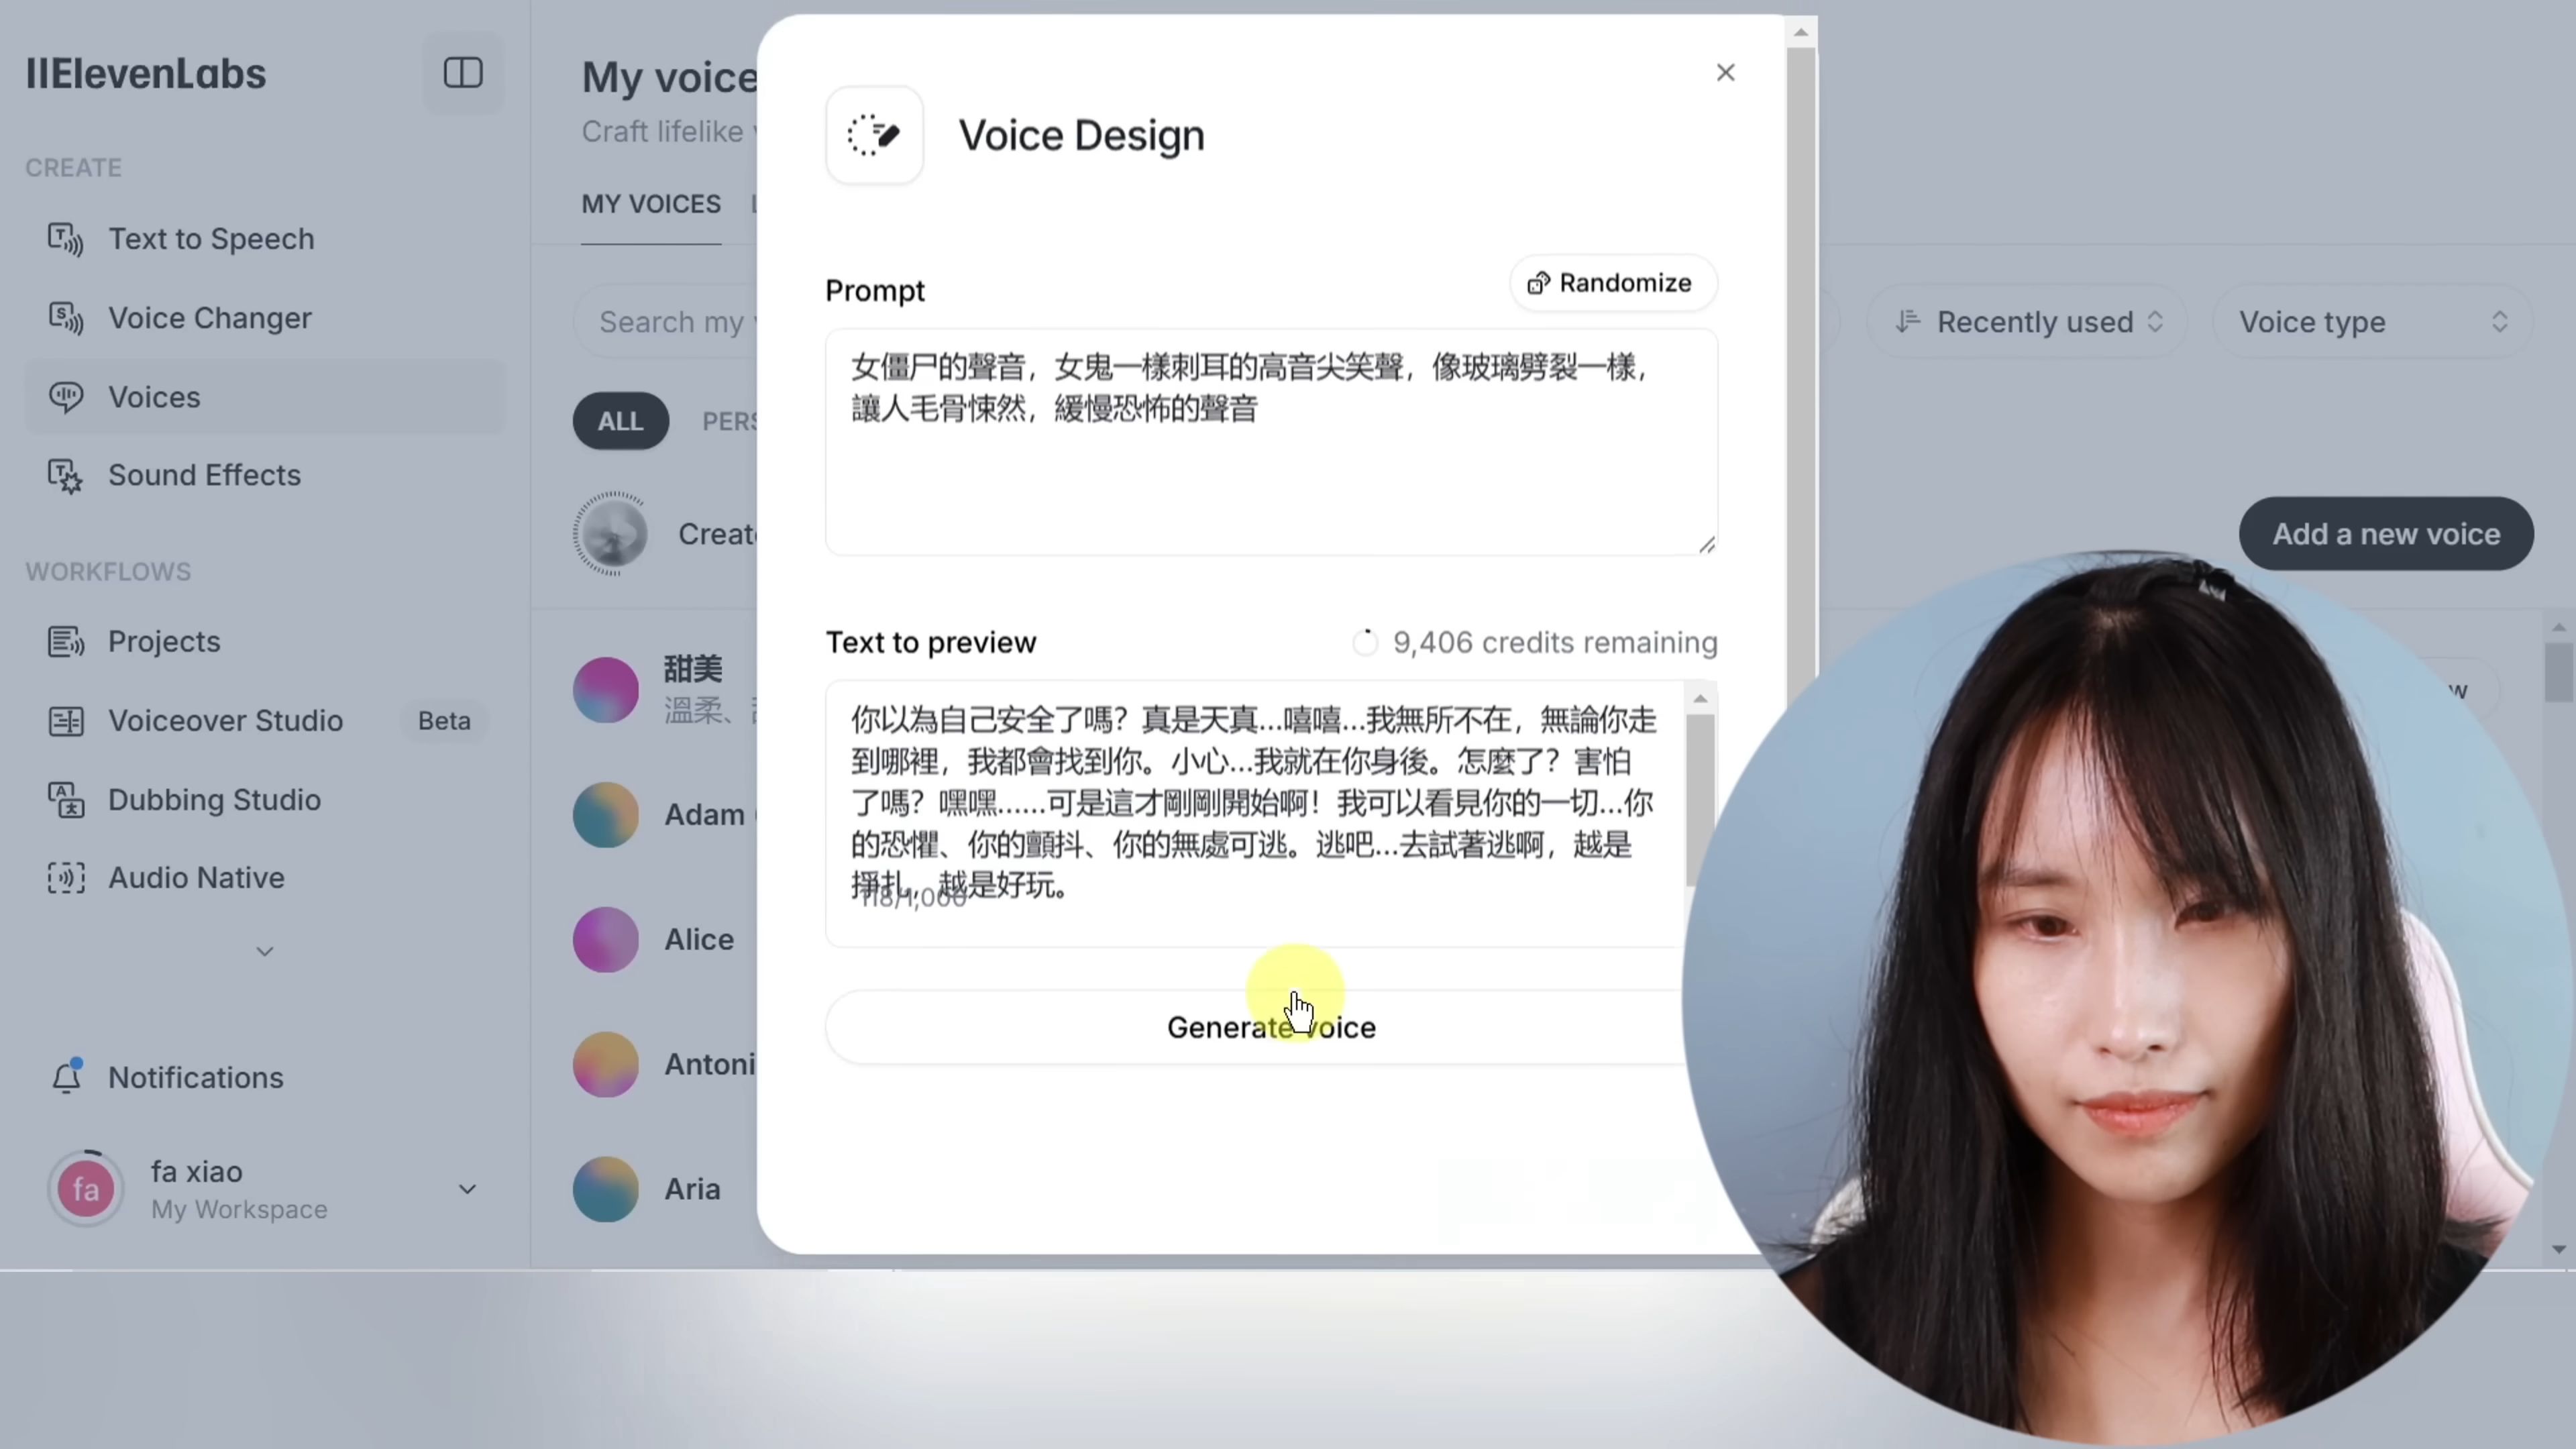 IIElevenLabs
CREATE
Text to Speech
Voice Changer
Voices
Sound Effects
WORKFLOWS
Projects
Voiceover Studio
Beta
Dubbing Studio
Audio Native
Notifications
fa
fa xiao
My Workspace
My voice
Craft lifelike
MY VOICES
Search my
ALL
PERS
Create
甜美
溫柔、
Adam
Alice
Antoni
Aria
Voice Design
Prompt
Randomize
女僵尸的聲音，女鬼一樣刺耳的高音尖笑聲，像玻璃劈裂一樣，
讓人毛骨悚然，緩慢恐怖的聲音
Text to preview
9,406 credits remaining
你以為自己安全了嗎？真是天真...嘻嘻...我無所不在，無論你走
到哪裡，我都會找到你。小心...我就在你身後。怎麼了？害怕
了嗎？嘿嘿......可是這才剛剛開始啊！我可以看見你的一切...你
的恐懼、你的顫抖、你的無處可逃。逃吧...去試著逃啊，越是
掙扎，越是好玩。
118/1,000
Generate voice
Recently used
Voice type
Add a new voice